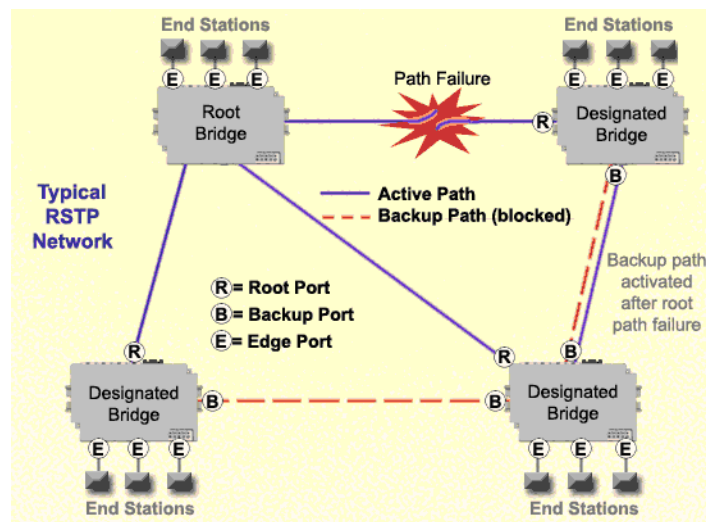 End Stations
End Stations
E E E
E E E
Path Failure
Root
Bridge
R
Designated
Bridge
B
Typical
RSTP
Network
Active Path
Backup Path (blocked)
Backup path
activated
after root
path failure
R = Root Port
B = Backup Port
E = Edge Port
R
R
B
Designated
Bridge
B
B
Designated
Bridge
E E E
E E E
End Stations
End Stations